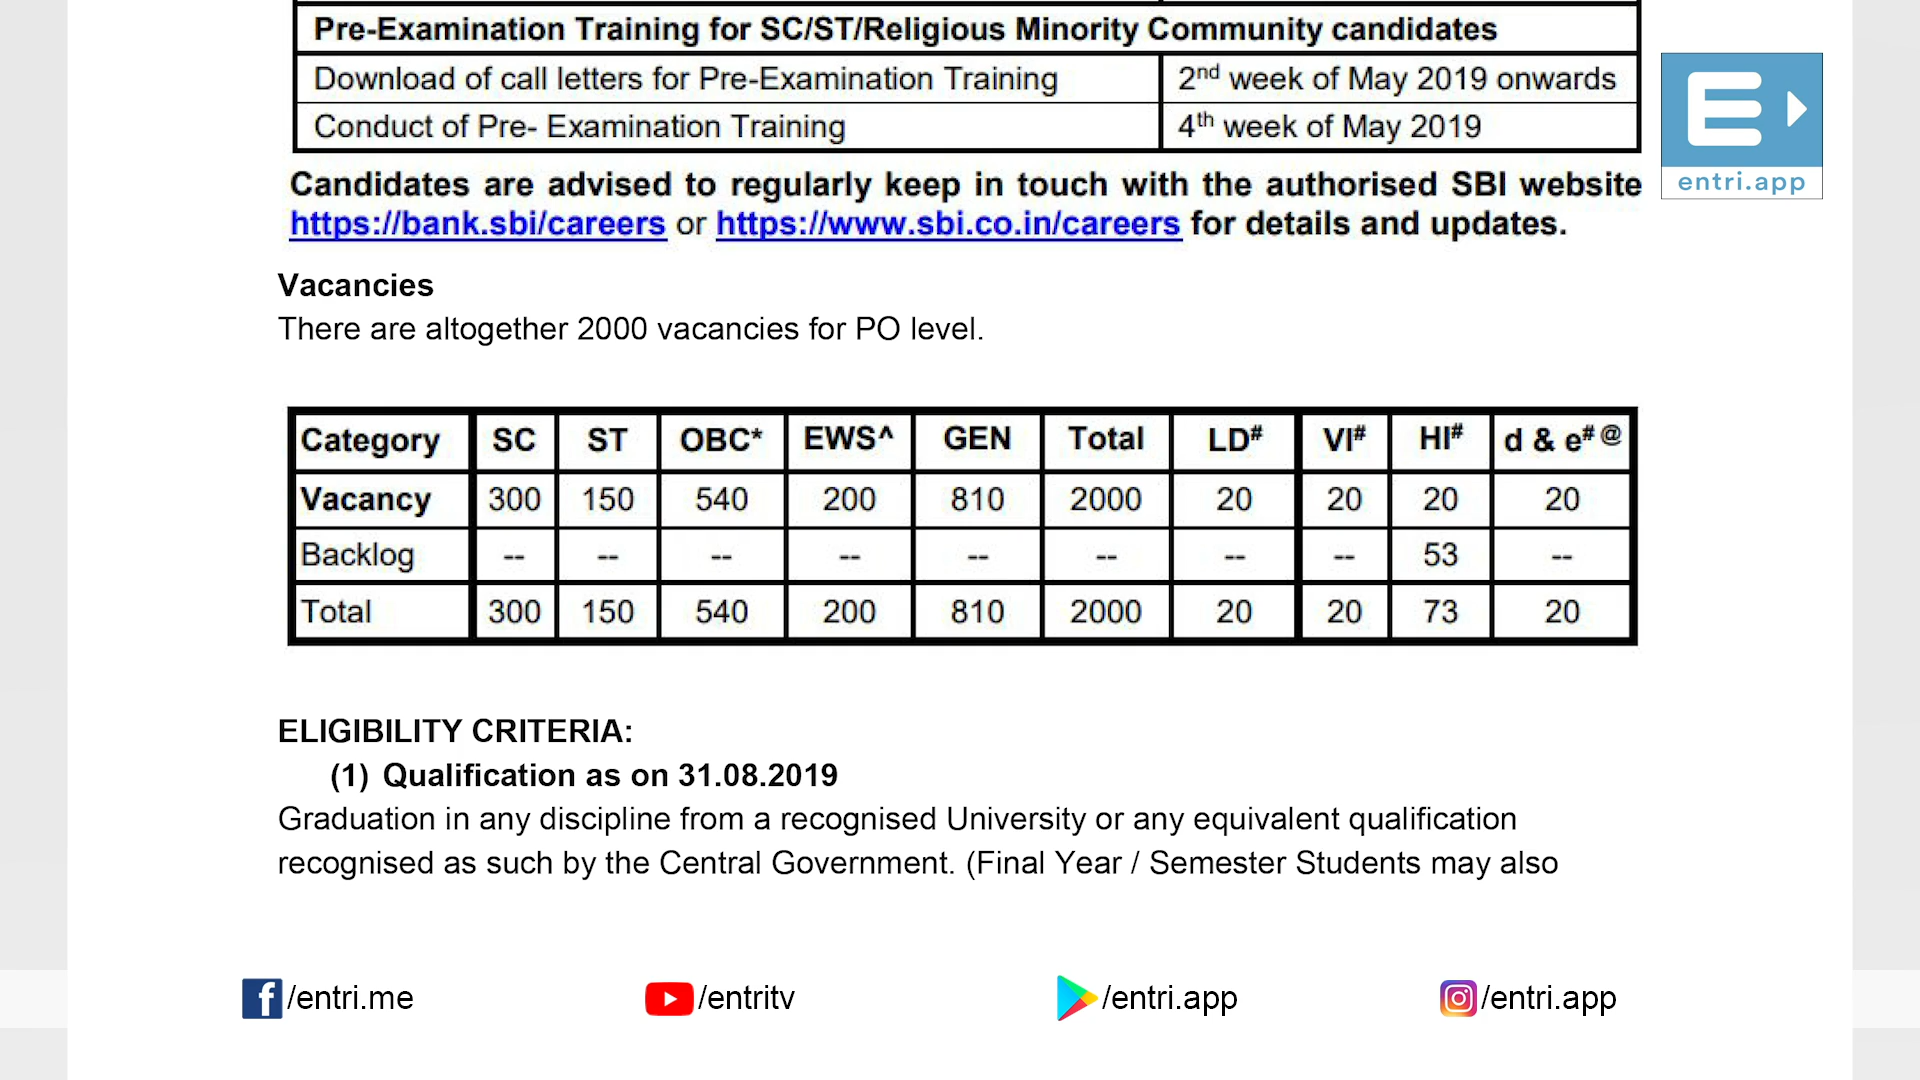 Pre-Examination Training for SC/ST/Religious Minority Community candidates
Download of call letters for Pre-Examination Training 2nd week of May 2019 onwards
Conduct of Pre- Examination Training 4th week of May 2019
entri.app
Candidates are advised to regularly keep in touch with the authorised SBI website
https://bank.sbi/careers or https://www.sbi.co.in/careers for details and updates.
Vacancies
There are altogether 2000 vacancies for PO level.
Category SC ST OBC* EWS^ GEN Total LD# VI# HI# d & e# @
Vacancy 300 150 540 200 810 2000 20 20 20 20
Backlog -- -- -- -- -- -- -- -- 53 --
Total 300 150 540 200 810 2000 20 20 73 20
ELIGIBILITY CRITERIA:
(1) Qualification as on 31.08.2019
Graduation in any discipline from a recognised University or any equivalent qualification
recognised as such by the Central Government. (Final Year / Semester Students may also
/entri.me /entritv /entri.app /entri.app